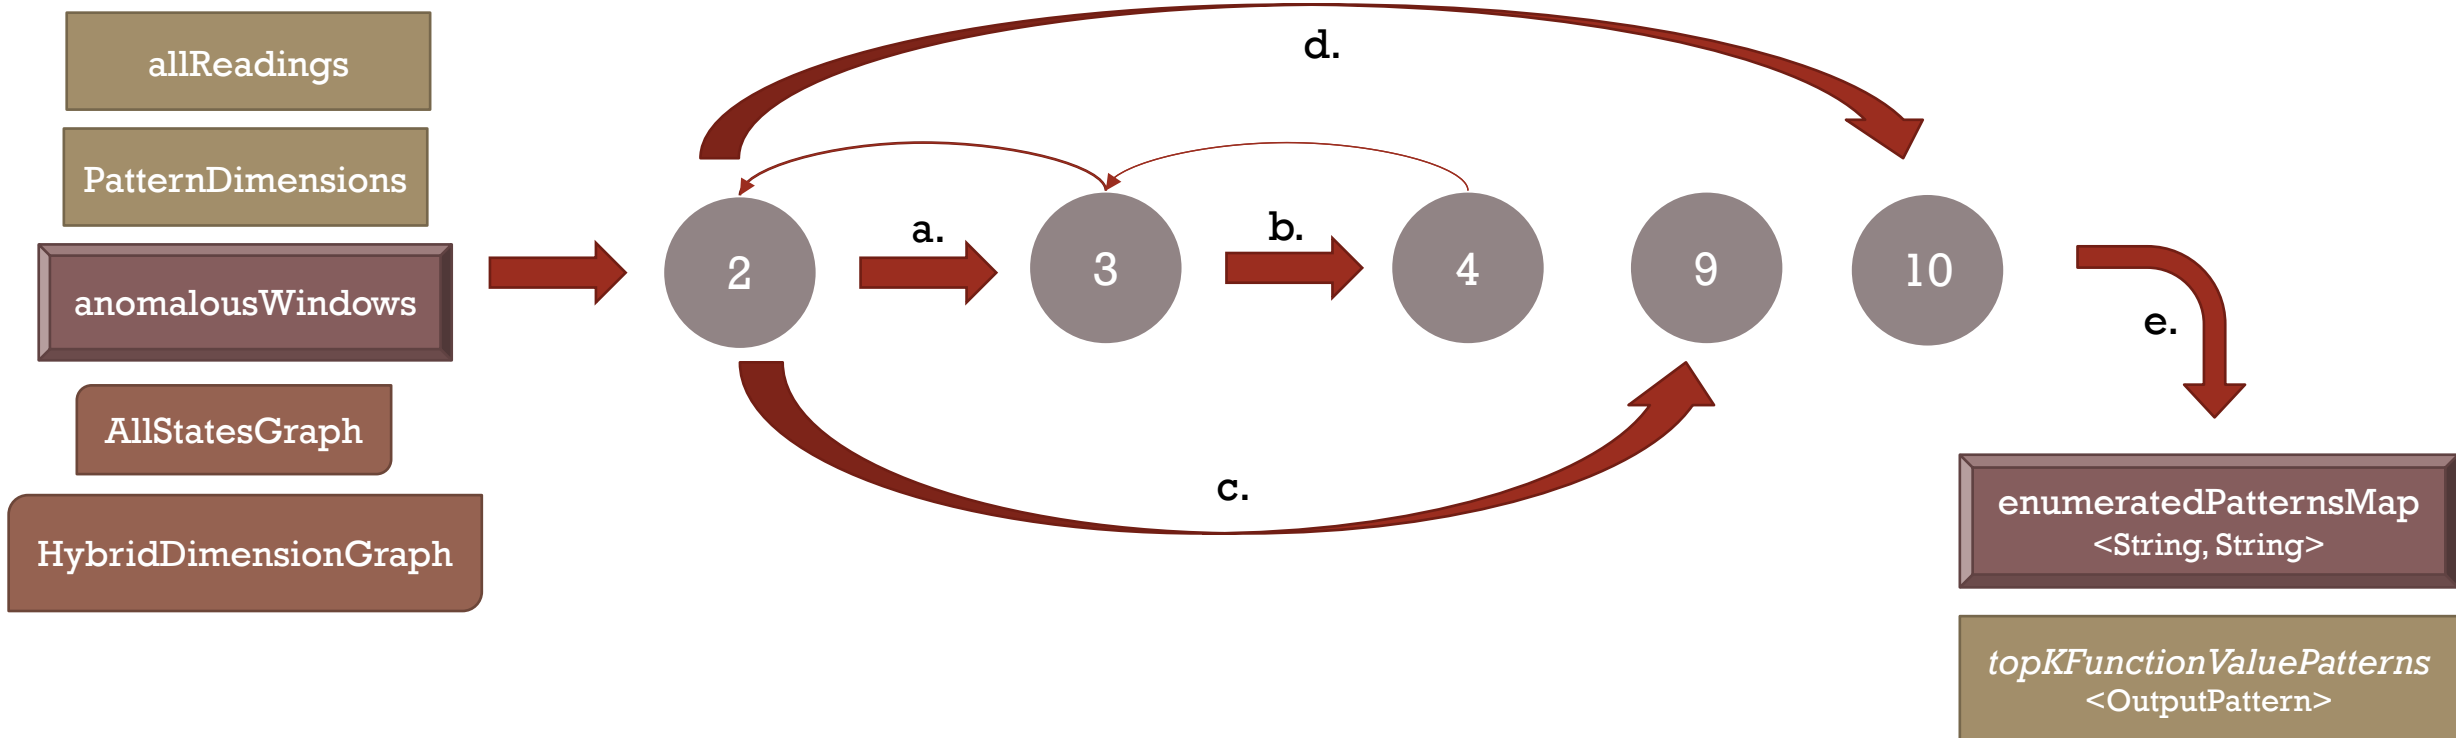 allReadings
PatternDimensions
anomalousWindows
AllStatesGraph
HybridDimensionGraph
d.
a.
b.
2
3
4
9
10
c.
e.
enumeratedPatternsMap
<String, String>
topKFunctionValuePatterns
<OutputPattern>